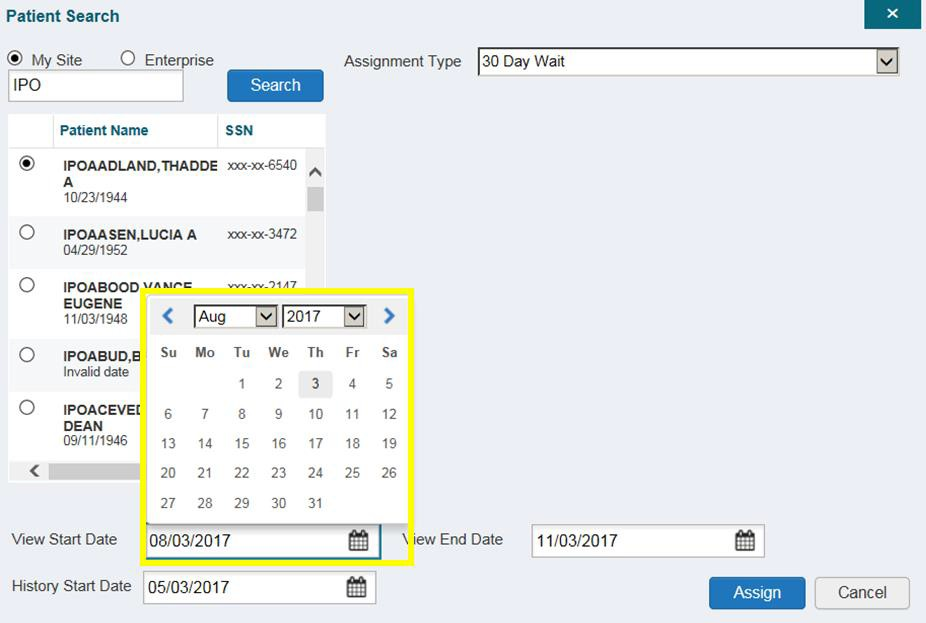 Patient Search
My Site Enterprise
Assignment Type 30 Day Wait
IPO Search
Patient Name SSN
IPOAADLAND,THADDE xxx-xx-6540
A
10/23/1944
IPOAASEN,LUCIA A xxx-xx-3472
04/29/1952
IPOABOOD,VANCE xxx-xx-2147
EUGENE
11/03/1948
IPOABUD,B
Invalid date
IPOACEVED
DEAN
09/11/1946
Aug 2017
Su Mo Tu We Th Fr Sa
1 2 3 4 5
6 7 8 9 10 11 12
13 14 15 16 17 18 19
20 21 22 23 24 25 26
27 28 29 30 31
View Start Date 08/03/2017 View End Date 11/03/2017
History Start Date 05/03/2017
Assign Cancel